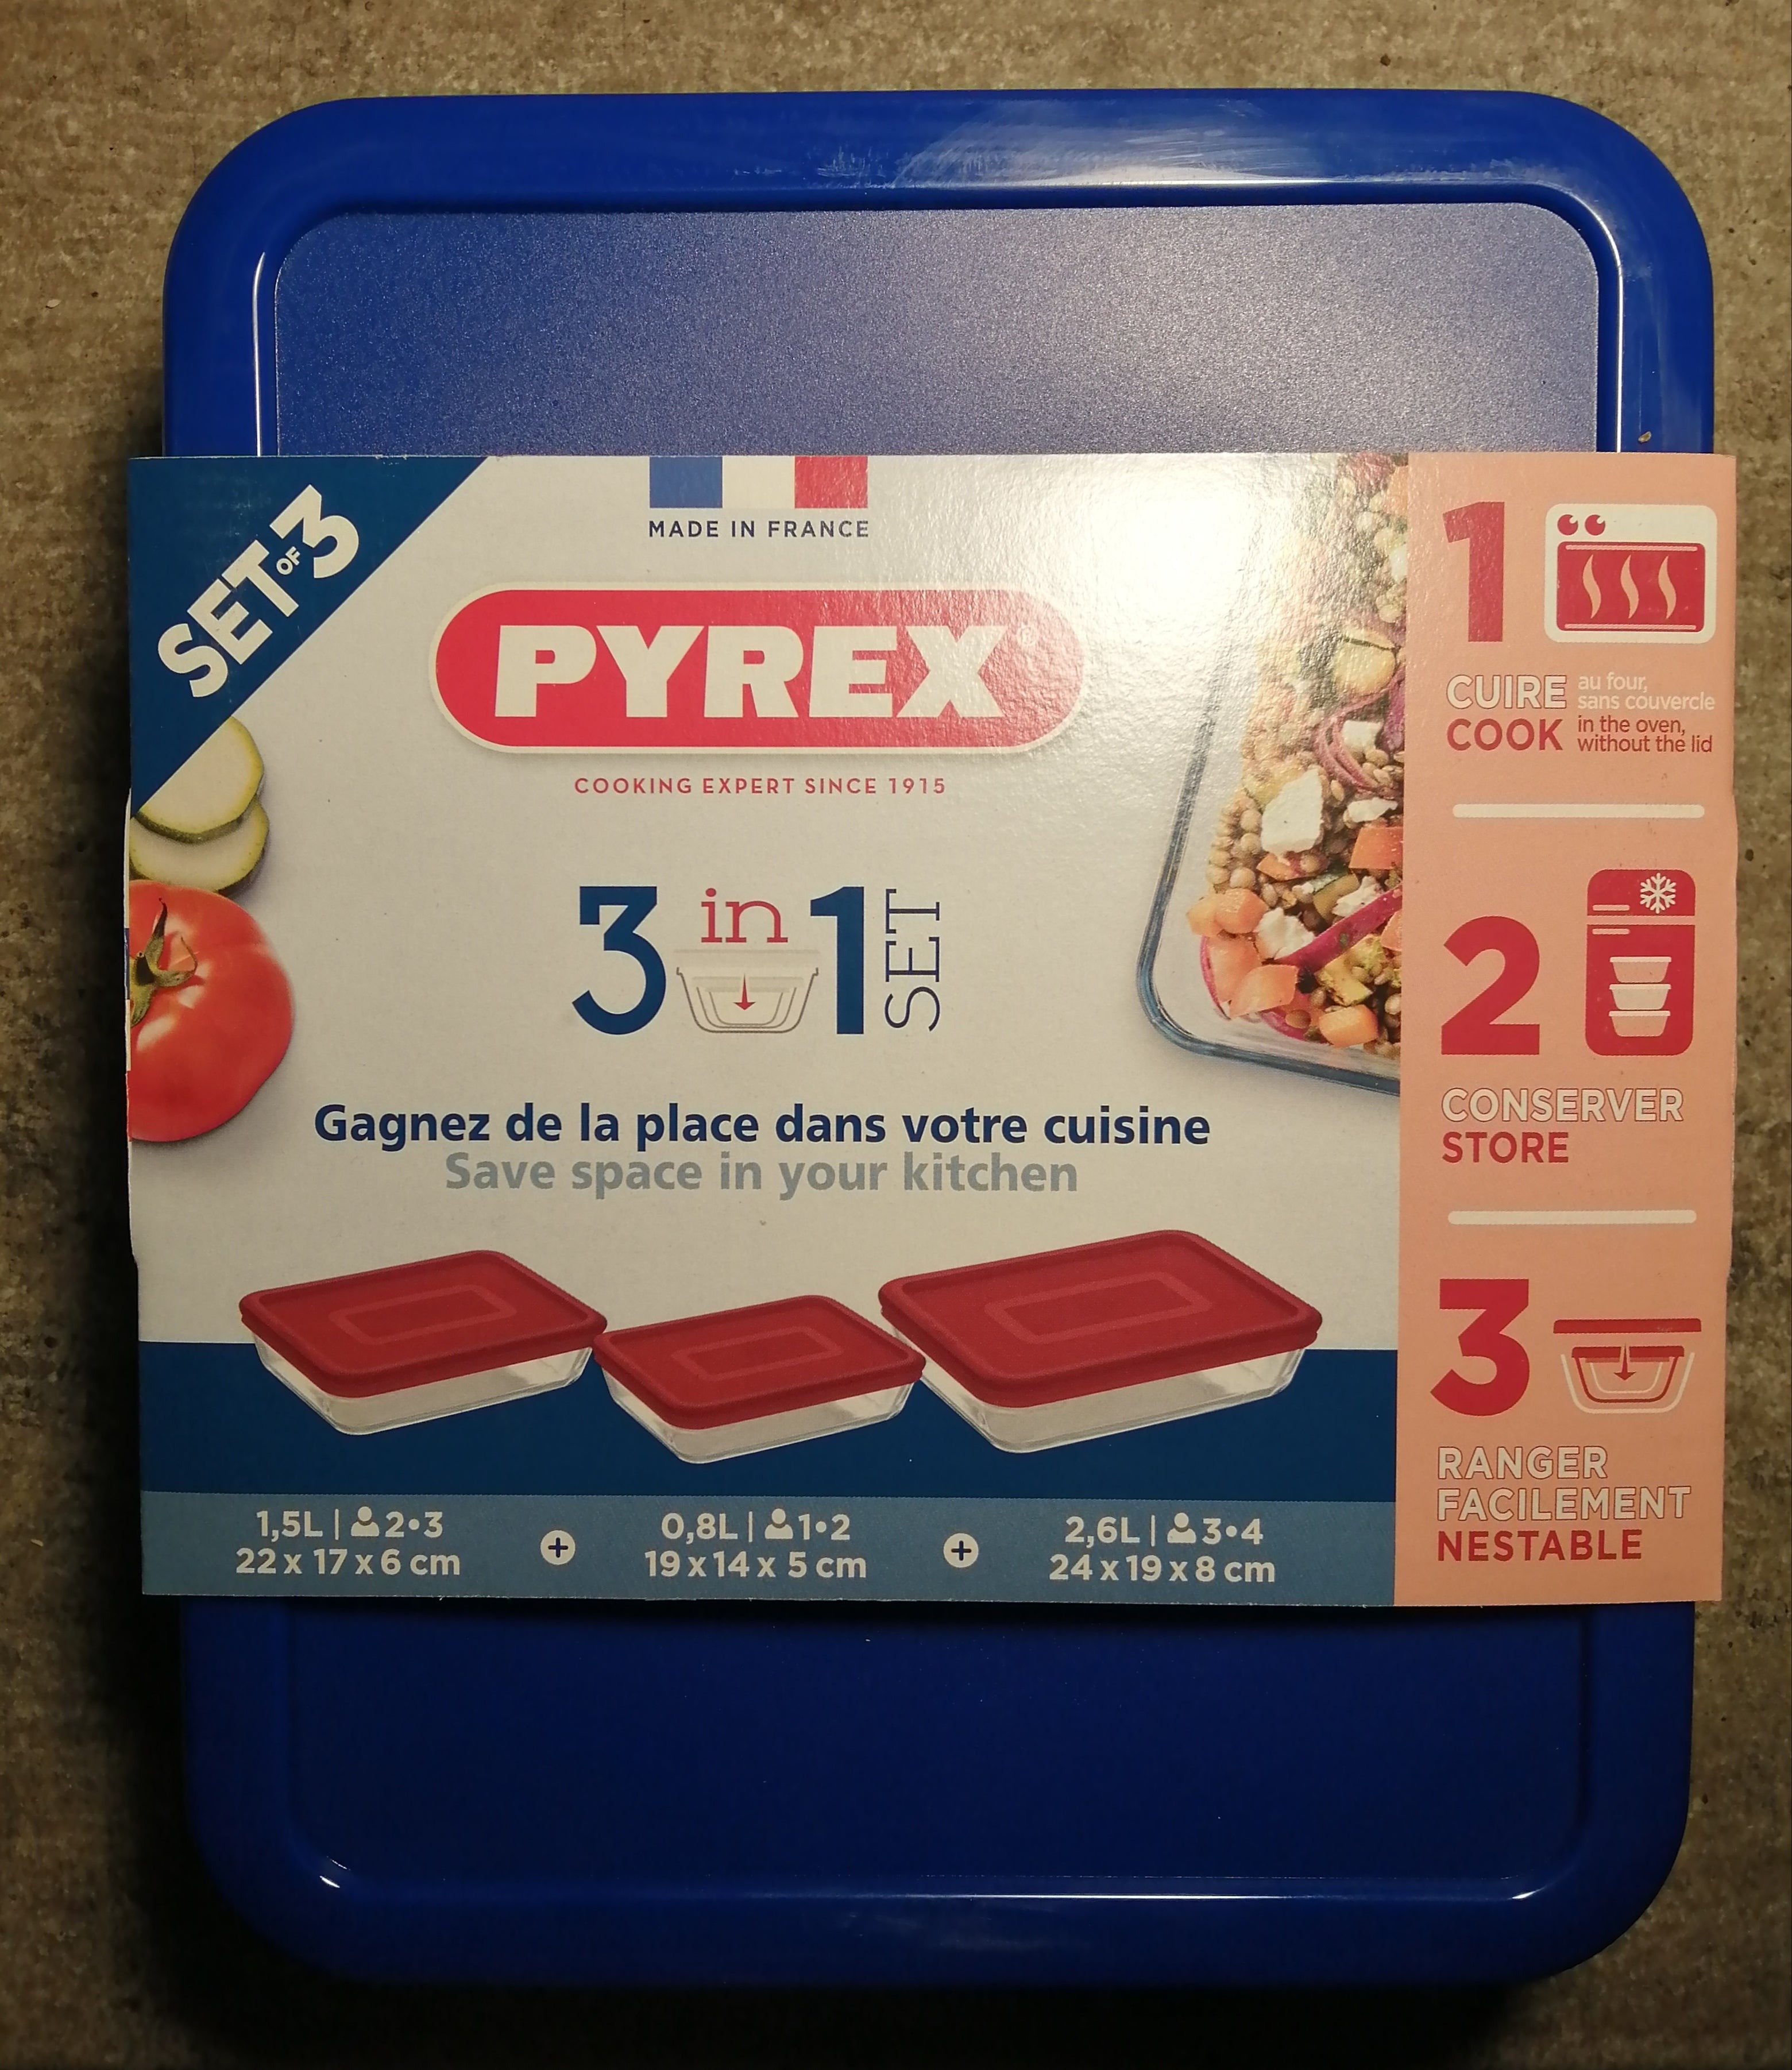 SET OF 3
MADE IN FRANCE
PYREX®
COOKING EXPERT SINCE 1915
3 in 1 SET
Gagnez de la place dans votre cuisine
Save space in your kitchen
1,5L | 2•3
22 x 17 x 6 cm
+
0,8L | 1•2
19 x 14 x 5 cm
+
2,6L | 3•4
24 x 19 x 8 cm
1
CUIRE au four,
sans couvercle
COOK in the oven,
without the lid
2
CONSERVER
STORE
3
RANGER
FACILEMENT
NESTABLE